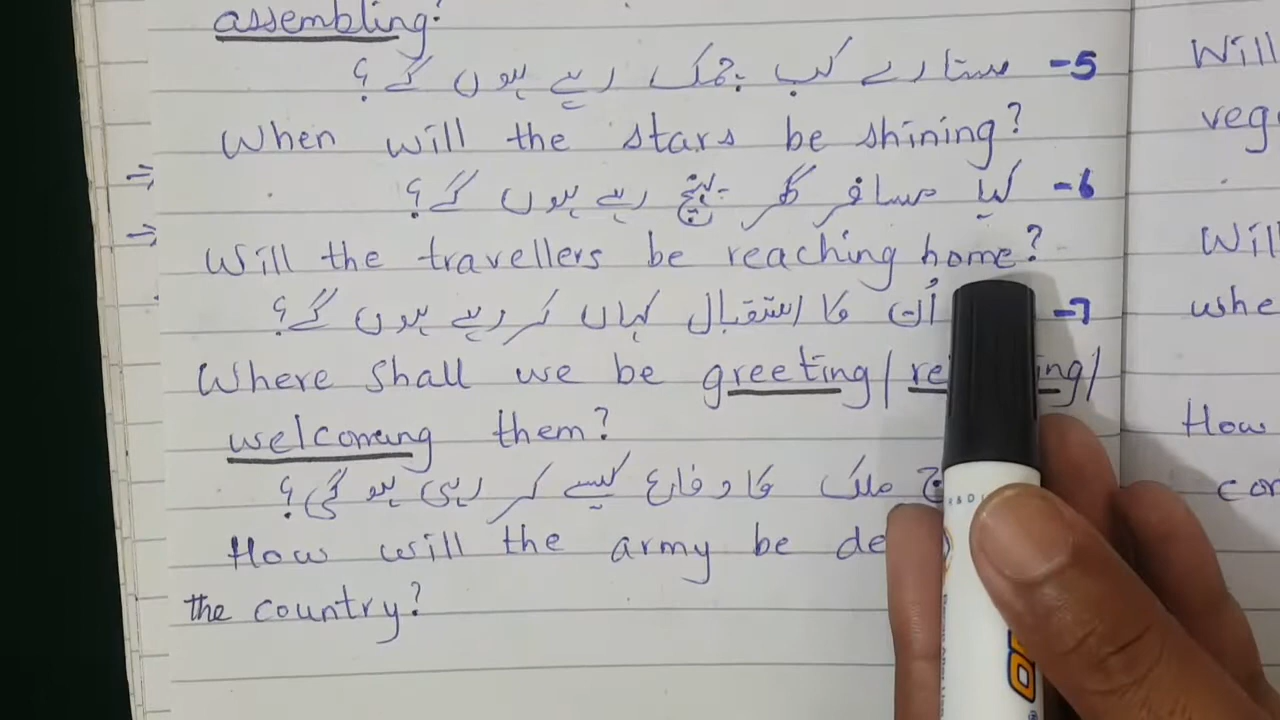 assembling.
5- ستارے کب چمک رہے ہوں گے؟
When will the stars be shining?
6- کیا مسافر گھر پہنچ رہے ہوں گے؟
Will the travellers be reaching home?
7- اُن کا استقبال کہاں کر رہے ہوں گے؟
Where shall we be greeting/ re ing/
welcoming them?
ملک کا دفاع کیسے کر رہی ہو گی؟
How will the army be de
the country?
Will
veg
Will
whe
How
con